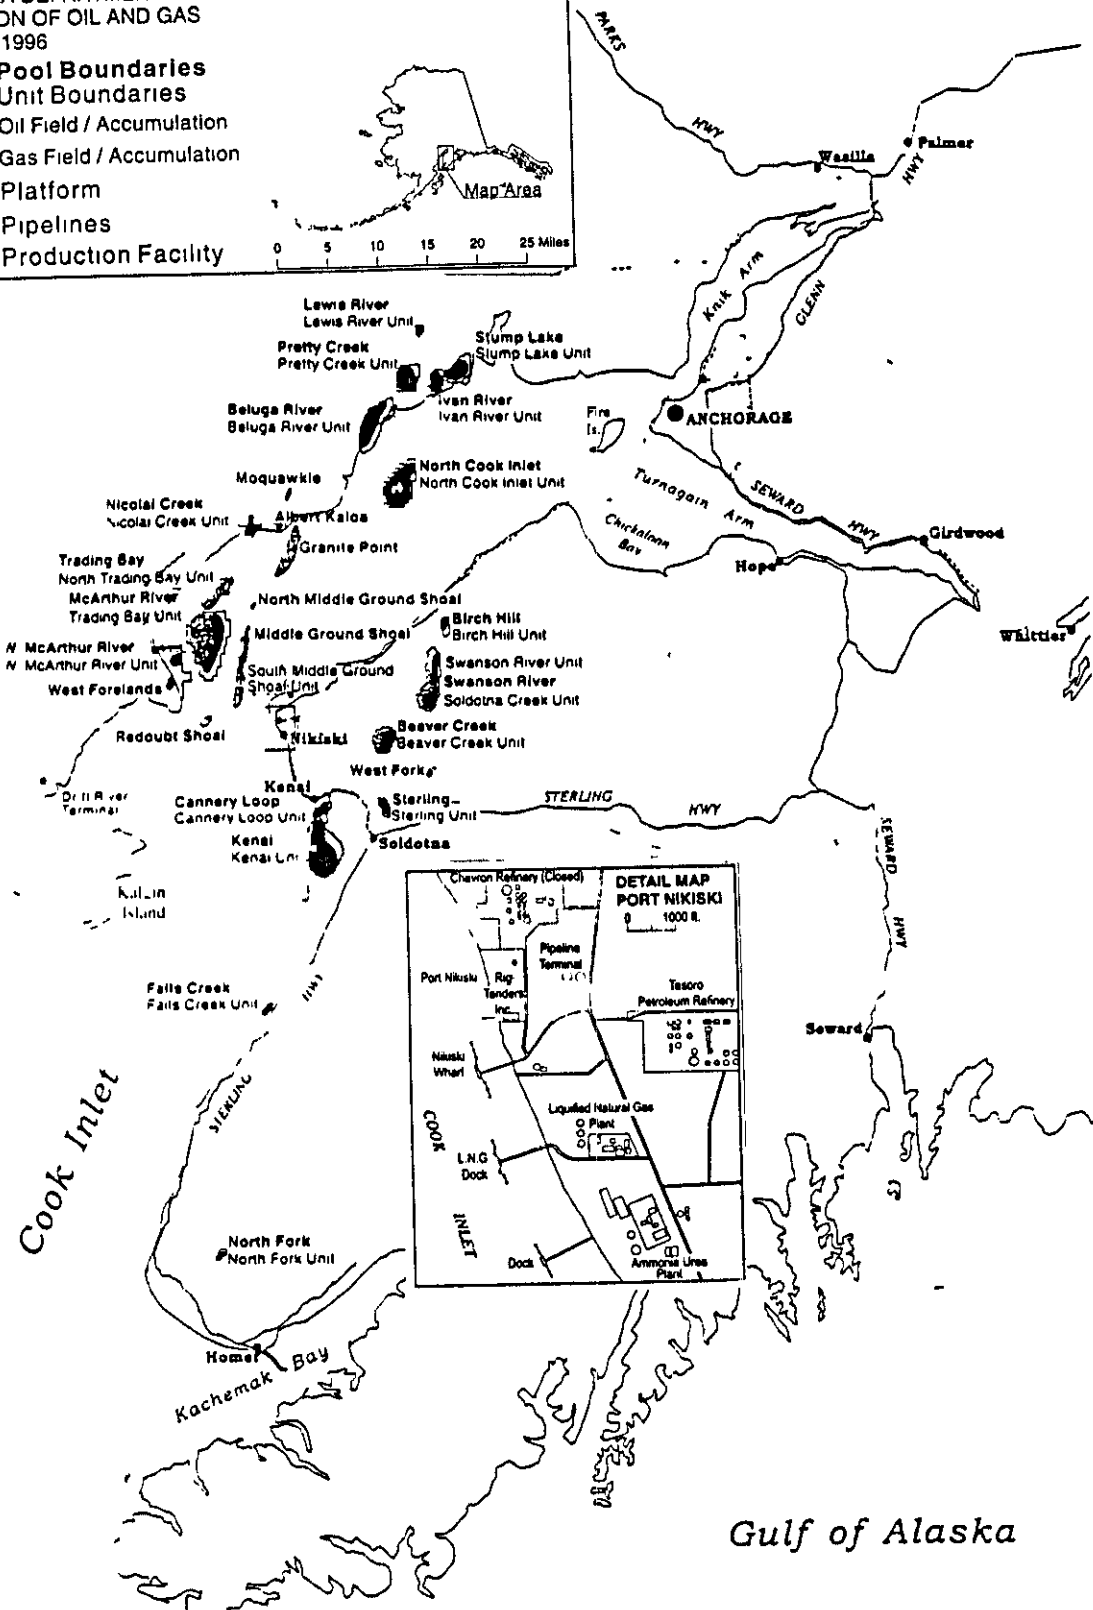 ON OF OIL AND GAS
1996
Pool Boundaries
Unit Boundaries
Oil Field / Accumulation
Gas Field / Accumulation
Platform
Pipelines
Production Facility
Map Area
0 5 10 15 20 25 Miles
PARKS
HWY
Wasilla
Palmer
HWY
Knik Arm
GLENN
Lewis River
Lewis River Unit
Pretty Creek
Pretty Creek Unit
Stump Lake
Stump Lake Unit
Ivan River
Ivan River Unit
Beluga River
Beluga River Unit
Fire
Is.
ANCHORAGE
North Cook Inlet
North Cook Inlet Unit
Moquawkie
Turnagain Arm
SEWARD
HWY
Nicolai Creek
Nicolai Creek Unit
Albert Kaloa
Granite Point
Chickaloon
Bay
Girdwood
Hope
Trading Bay
North Trading Bay Unit
McArthur River
Trading Bay Unit
North Middle Ground Shoal
Birch Hill
Birch Hill Unit
Whittier
W McArthur River
W McArthur River Unit
Middle Ground Shoal
South Middle Ground
Shoal Unit
Swanson River Unit
Swanson River
Soldotna Creek Unit
West Forelands
Redoubt Shoal
Nikiski
Beaver Creek
Beaver Creek Unit
West Fork
Drift River
Terminal
Kenai
Cannery Loop
Cannery Loop Unit
Sterling
Sterling Unit
STERLING
HWY
Kenai
Kenai Unit
Soldotna
SEWARD
HWY
Kalgin
Island
Chevron Refinery (Closed)
DETAIL MAP
PORT NIKISKI
0 1000 ft.
Port Nikiski
Rig
Tenders
Inc.
Pipeline
Terminal
Tesoro
Petroleum Refinery
Nikiski
Wharf
Liquified Natural Gas
Plant
COOK
INLET
L.N.G
Dock
Dock
Ammonia Urea
Plant
Falls Creek
Falls Creek Unit
HWY
STERLING
Seward
Cook Inlet
North Fork
North Fork Unit
Homer
Kachemak Bay
Gulf of Alaska